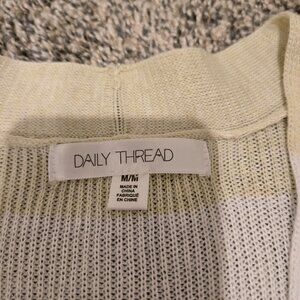 DAILY THREAD
M/M
MADE IN
CHINA
FABRIQUÉ
EN CHINE